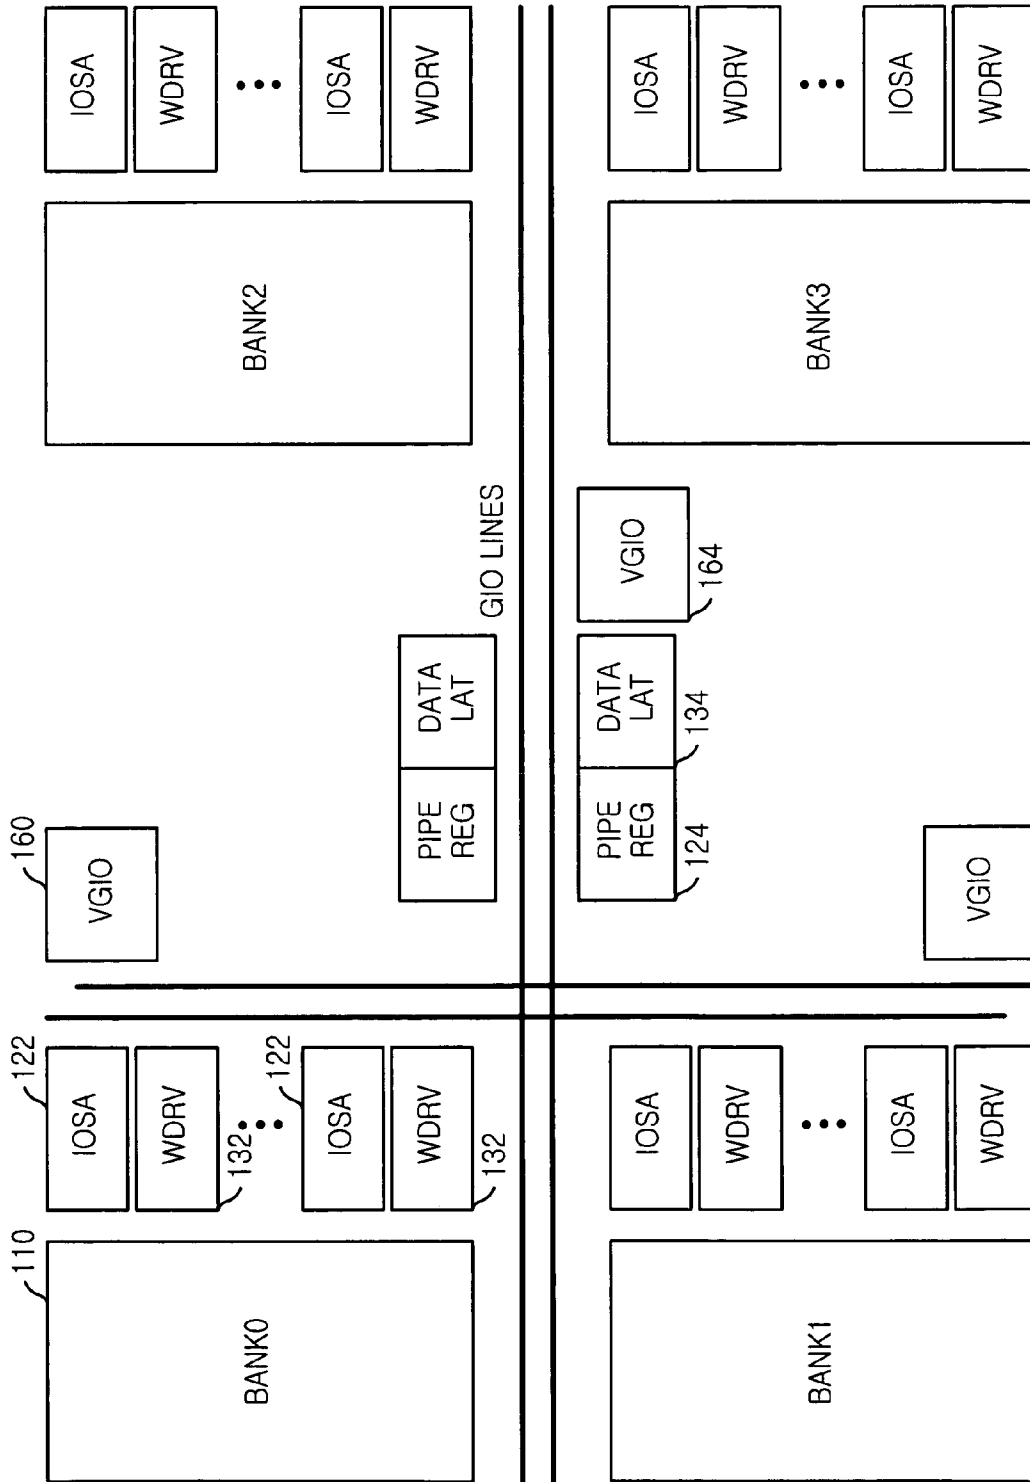 110
BANK0
122
IOSA
WDRV
132
122
IOSA
WDRV
132
160
VGIO
PIPE
REG
DATA
LAT
GIO LINES
BANK2
IOSA
WDRV
IOSA
WDRV
BANK1
IOSA
WDRV
IOSA
WDRV
VGIO
PIPE
REG
124
DATA
LAT
134
VGIO
164
BANK3
IOSA
WDRV
IOSA
WDRV